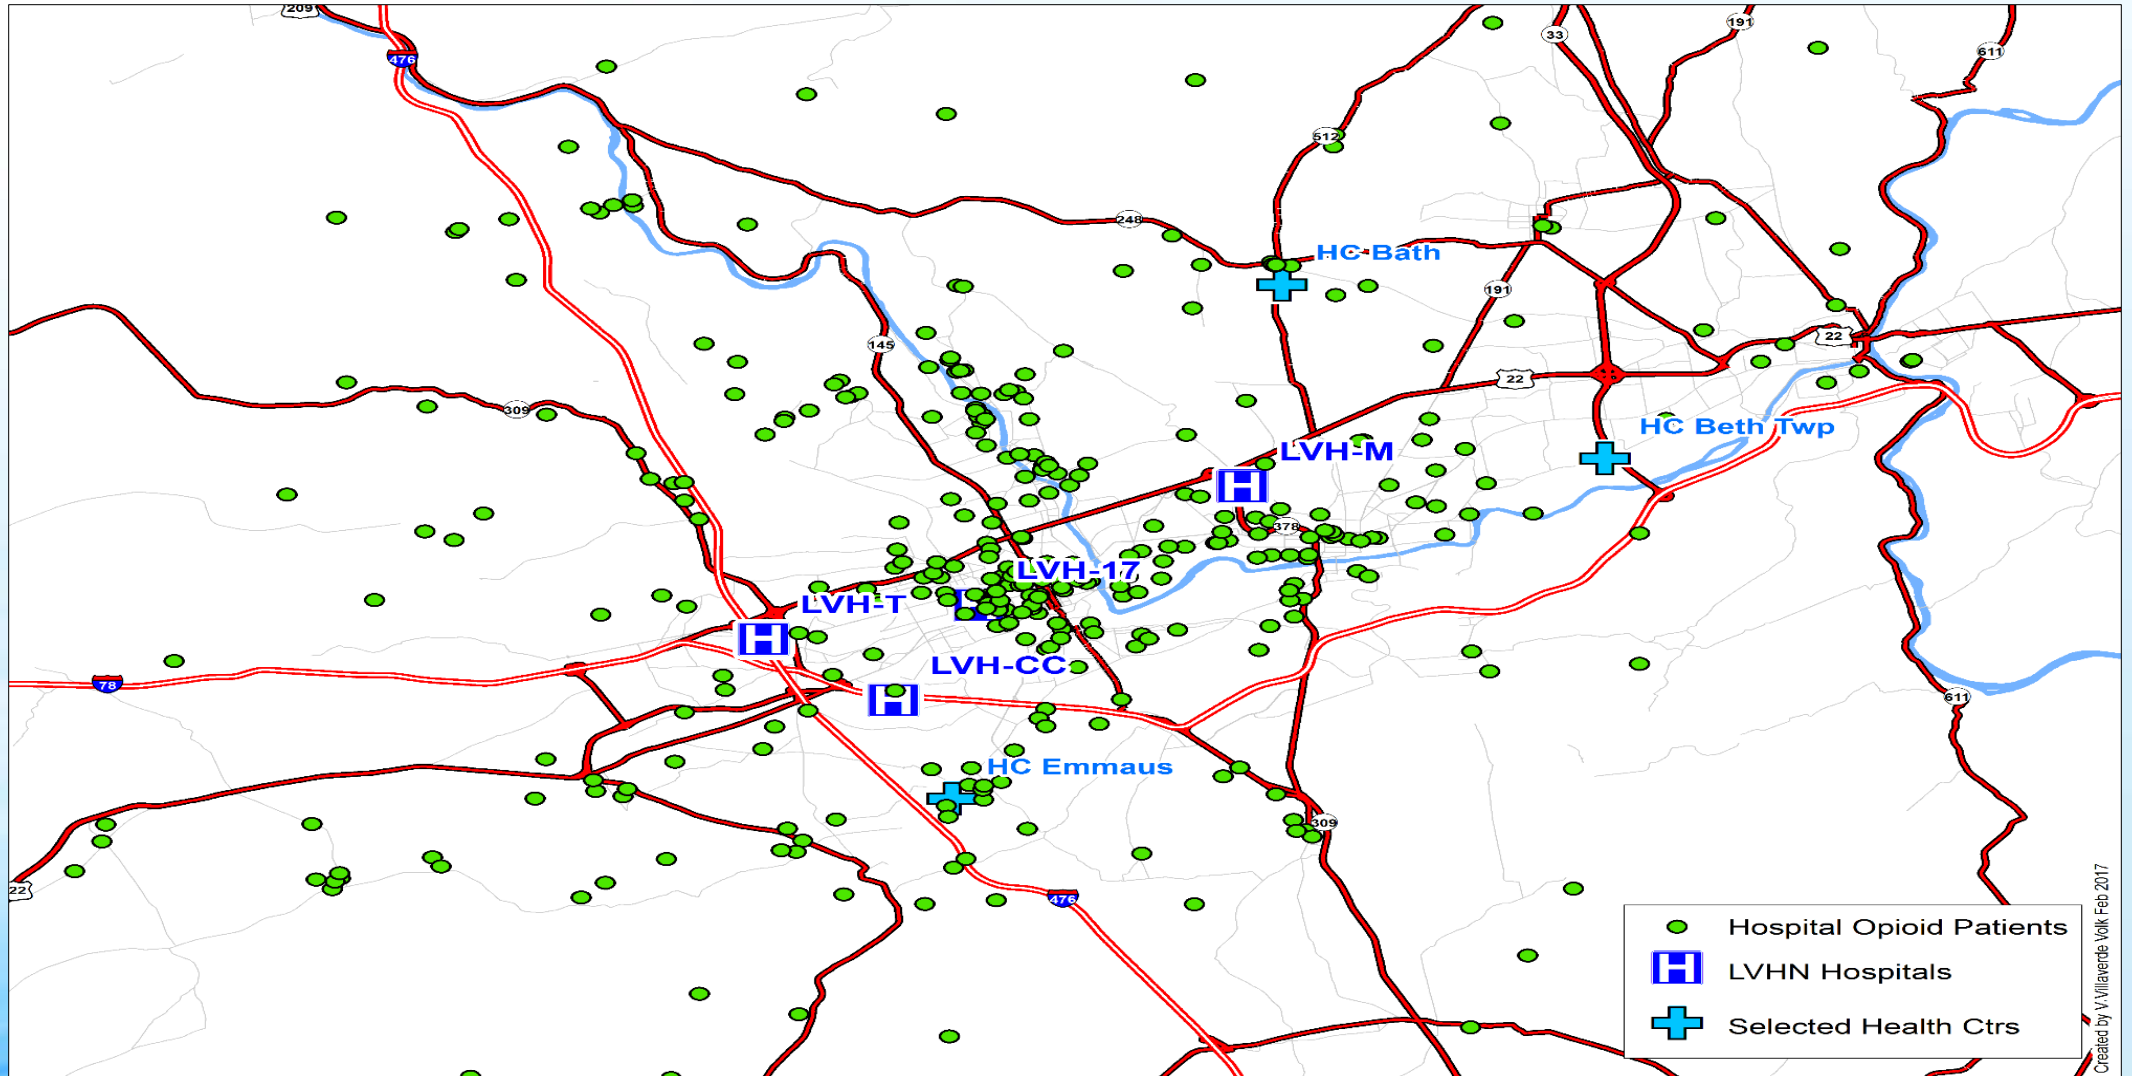 209
476
33
191
611
512
248
HC Bath
191
145
22
22
309
HC Beth Twp
LVH-M
H
378
LVH-17
LVH-T
H
LVH-CC
78
H
611
HC Emmaus
309
22
476
Hospital Opioid Patients
H LVHN Hospitals
Selected Health Ctrs
Created by V.Villaverde Volk Feb 2017